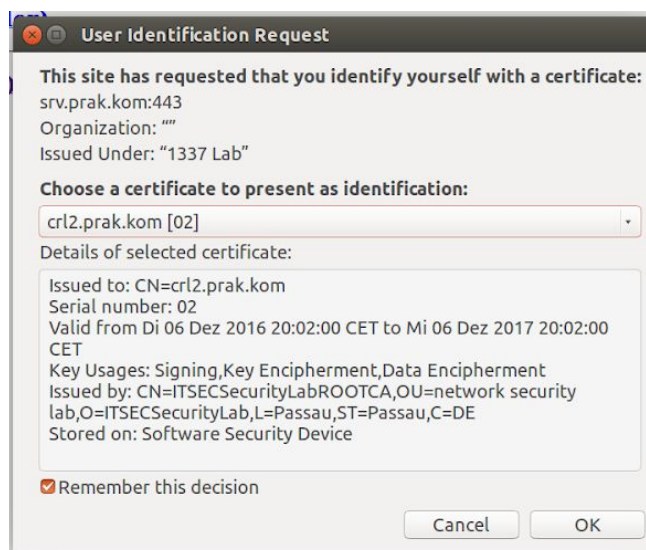 User Identification Request
This site has requested that you identify yourself with a certificate:
srv.prak.kom:443
Organization: “”
Issued Under: “1337 Lab”
Choose a certificate to present as identification:
crl2.prak.kom [02]
Details of selected certificate:
Issued to: CN=crl2.prak.kom
Serial number: 02
Valid from Di 06 Dez 2016 20:02:00 CET to Mi 06 Dez 2017 20:02:00
CET
Key Usages: Signing,Key Encipherment,Data Encipherment
Issued by: CN=ITSECSecurityLabROOTCA,OU=network security
lab,O=ITSECSecurityLab,L=Passau,ST=Passau,C=DE
Stored on: Software Security Device
Remember this decision
Cancel OK